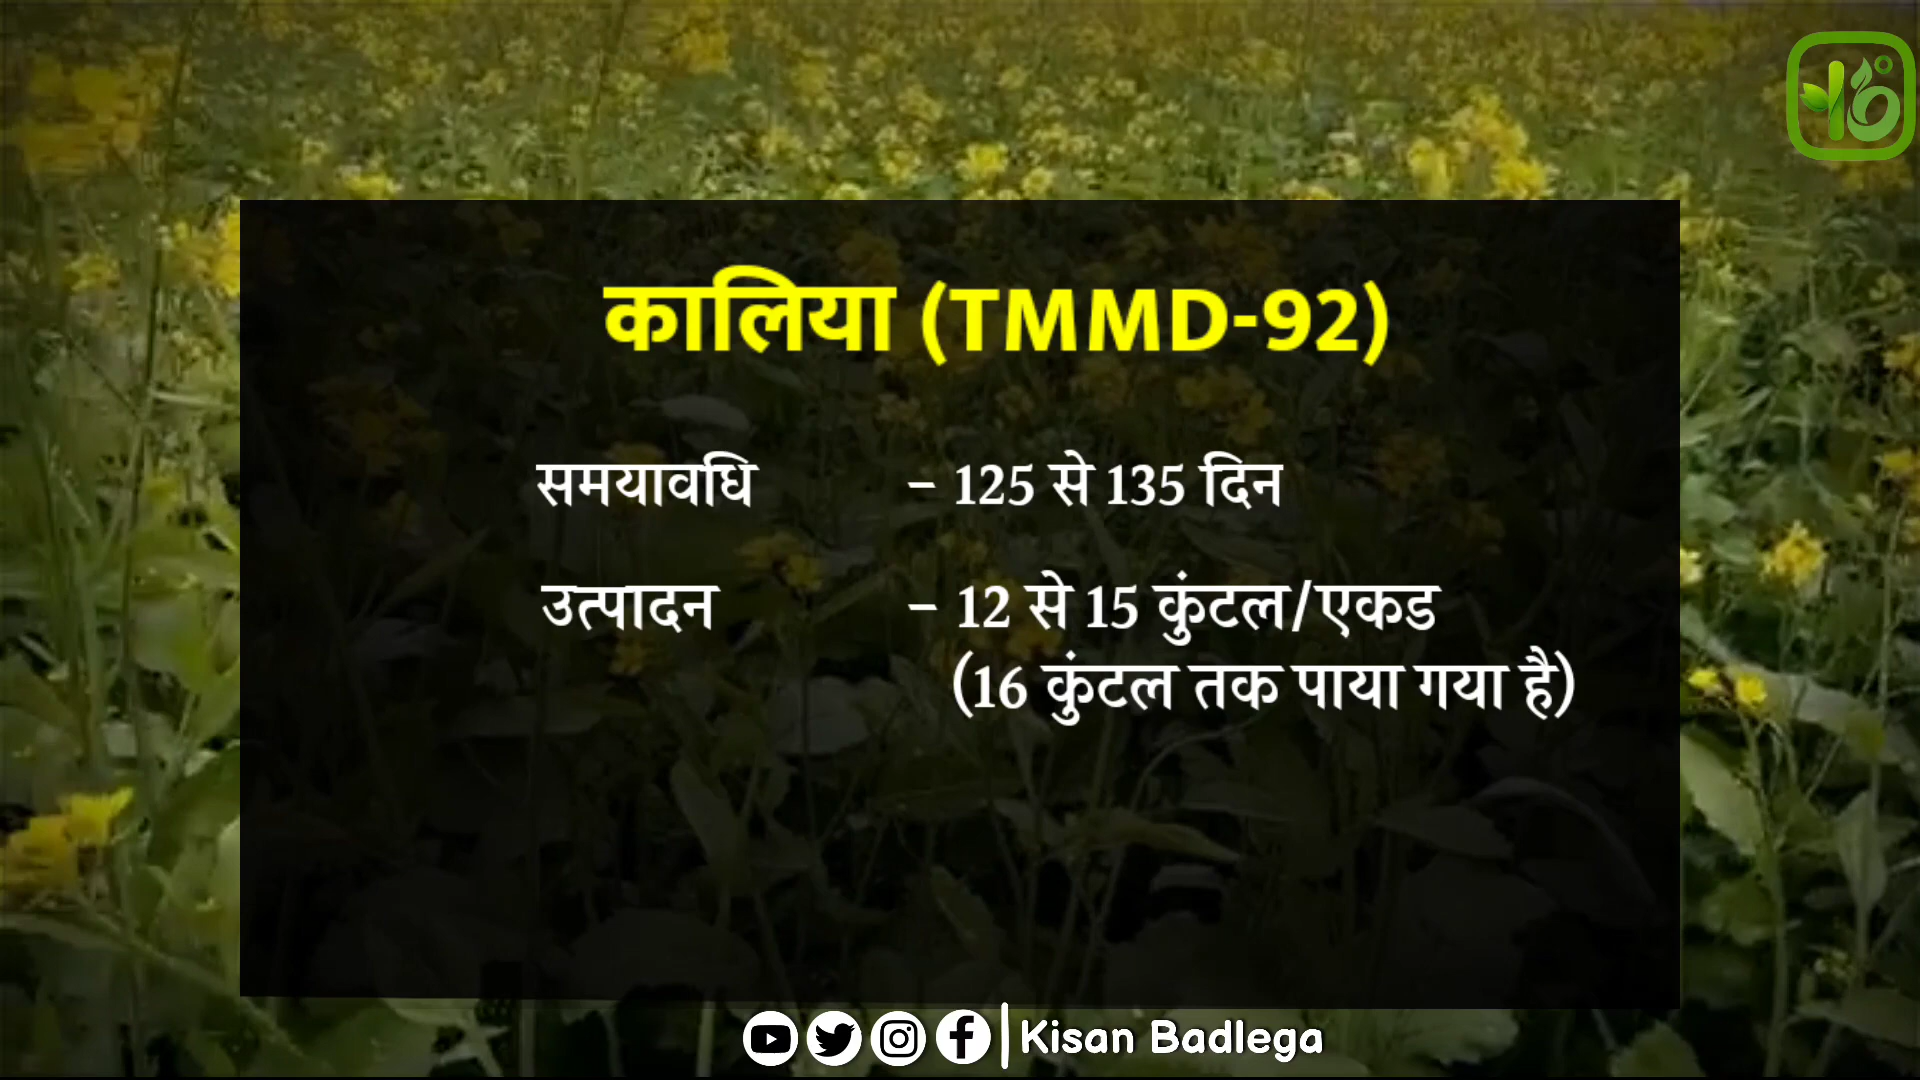 कालिया (TMMD-92)
समयावधि – 125 से 135 दिन
उत्पादन – 12 से 15 कुंटल/एकड
(16 कुंटल तक पाया गया है)
Kisan Badlega